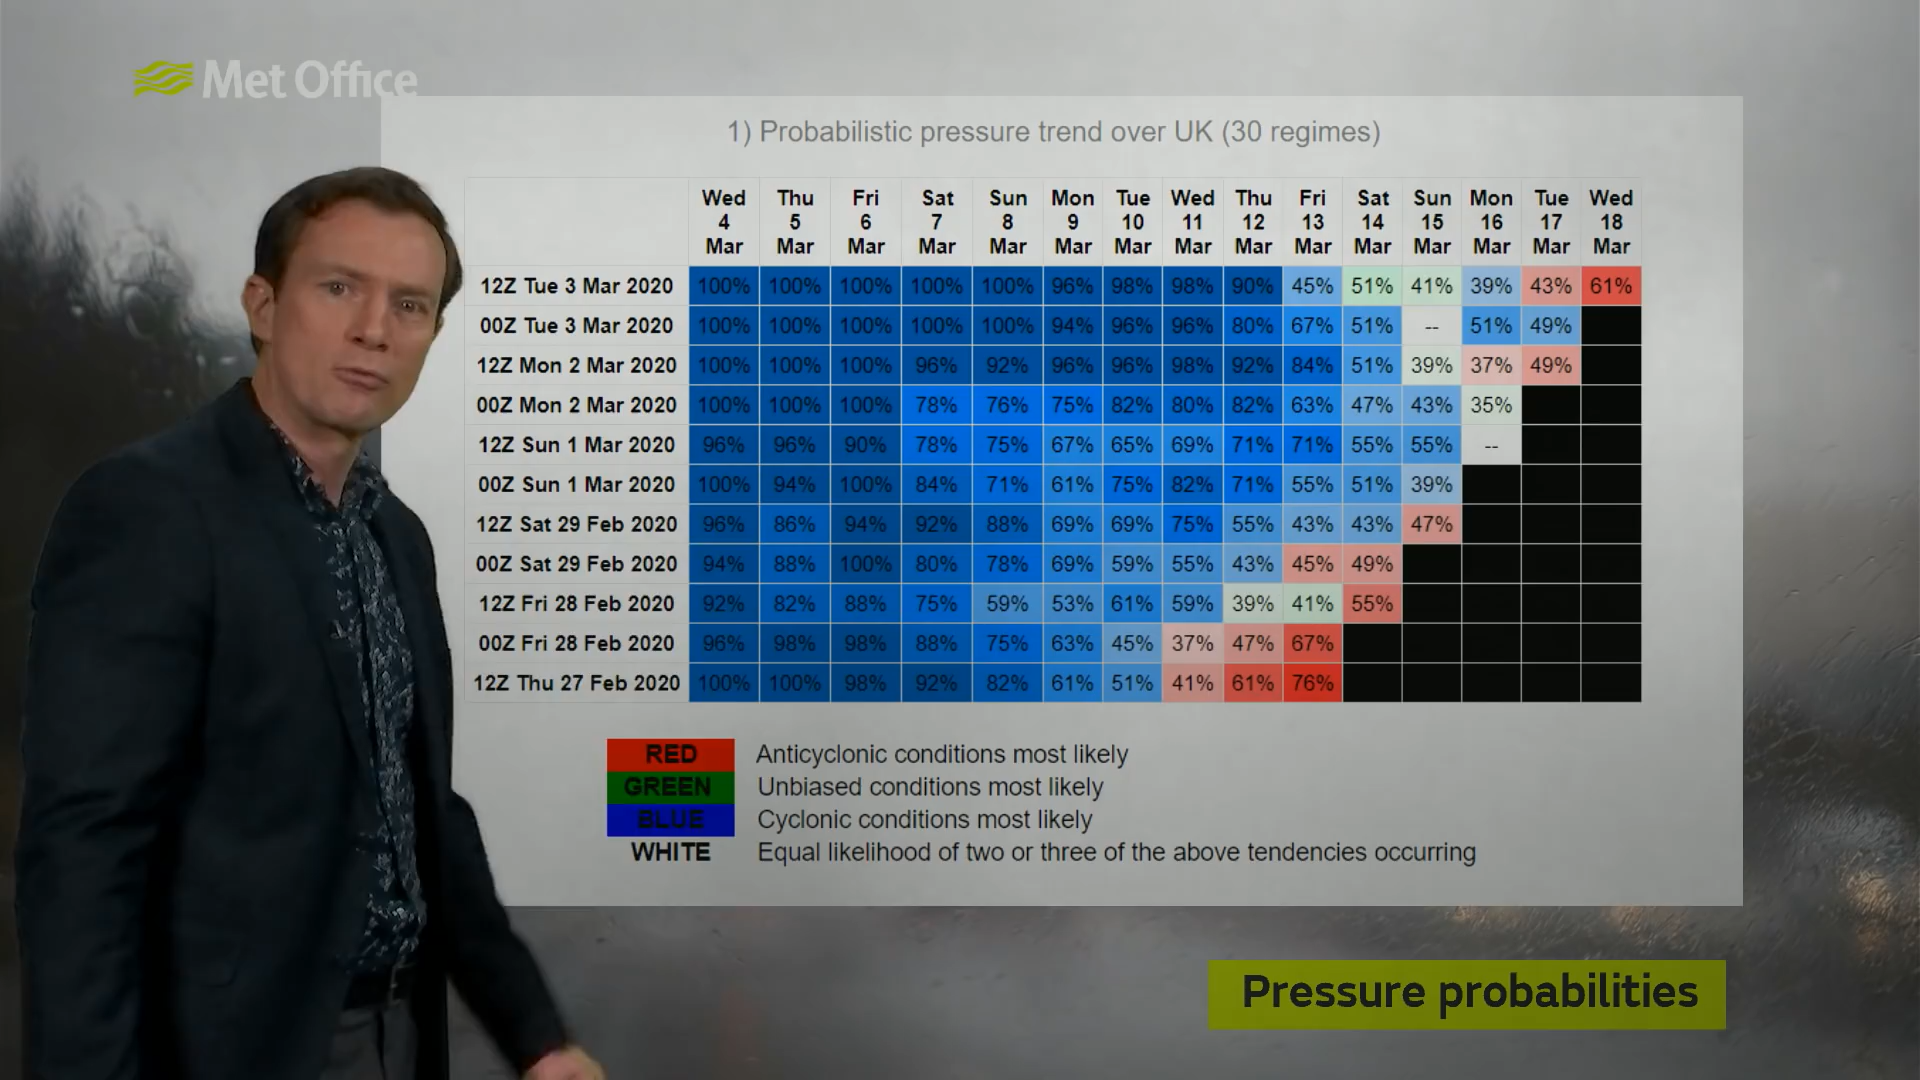 Met Office
1) Probabilistic pressure trend over UK (30 regimes)
Wed 4 Mar Thu 5 Mar Fri 6 Mar Sat 7 Mar Sun 8 Mar Mon 9 Mar Tue 10 Mar Wed 11 Mar Thu 12 Mar Fri 13 Mar Sat 14 Mar Sun 15 Mar Mon 16 Mar Tue 17 Mar Wed 18 Mar
12Z Tue 3 Mar 2020 100% 100% 100% 100% 100% 96% 98% 98% 90% 45% 51% 41% 39% 43% 61%
00Z Tue 3 Mar 2020 100% 100% 100% 100% 100% 94% 96% 96% 80% 67% 51% -- 51% 49%
12Z Mon 2 Mar 2020 100% 100% 100% 96% 92% 96% 96% 98% 92% 84% 51% 39% 37% 49%
00Z Mon 2 Mar 2020 100% 100% 100% 78% 76% 75% 82% 80% 82% 63% 47% 43% 35%
12Z Sun 1 Mar 2020 96% 96% 90% 78% 75% 67% 65% 69% 71% 71% 55% 55% --
00Z Sun 1 Mar 2020 100% 94% 100% 84% 71% 61% 75% 82% 71% 55% 51% 39%
12Z Sat 29 Feb 2020 96% 86% 94% 92% 88% 69% 69% 75% 55% 43% 43% 47%
00Z Sat 29 Feb 2020 94% 88% 100% 80% 78% 69% 59% 55% 43% 45% 49%
12Z Fri 28 Feb 2020 92% 82% 88% 75% 59% 53% 61% 59% 39% 41% 55%
00Z Fri 28 Feb 2020 96% 98% 98% 88% 75% 63% 45% 37% 47% 67%
12Z Thu 27 Feb 2020 100% 100% 98% 92% 82% 61% 51% 41% 61% 76%
RED Anticyclonic conditions most likely
GREEN Unbiased conditions most likely
BLUE Cyclonic conditions most likely
WHITE Equal likelihood of two or three of the above tendencies occurring
Pressure probabilities